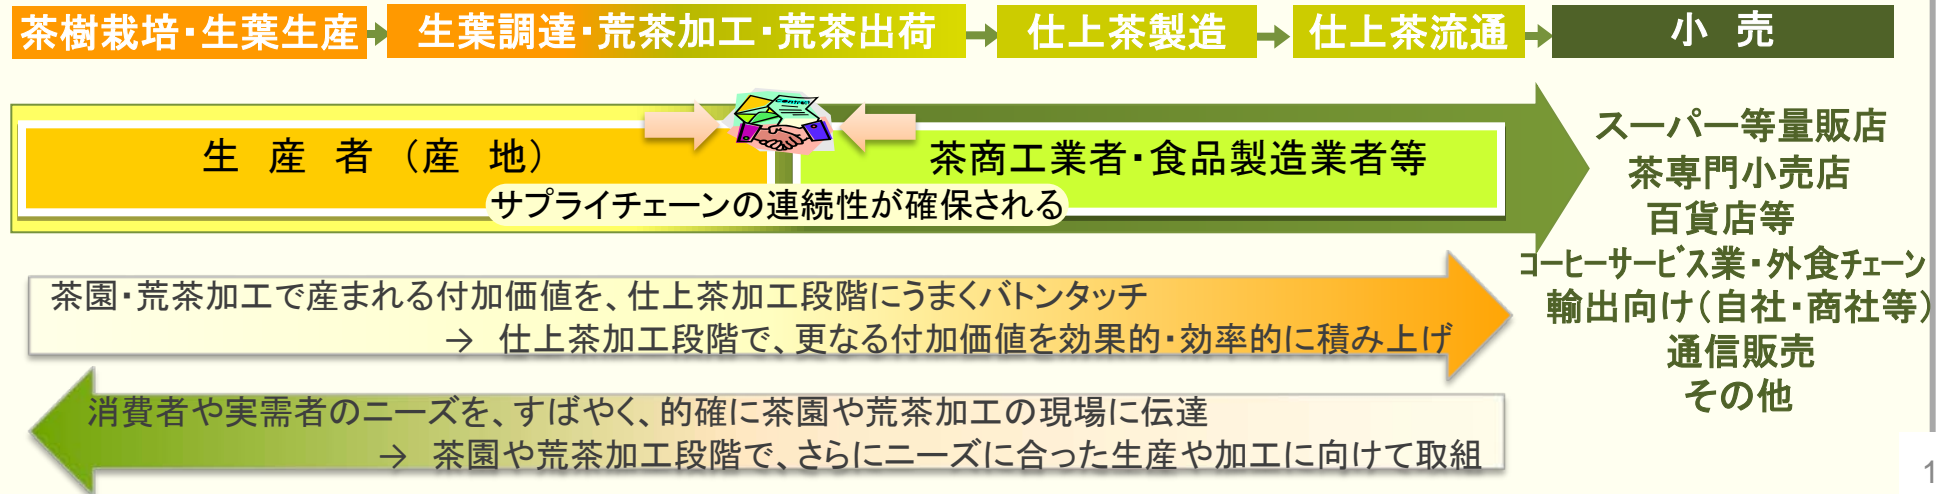 茶樹栽培・生葉生産
生葉調達・荒茶加工・荒茶出荷
仕上茶製造
仕上茶流通
小 売
生 産 者 （産 地）
茶商工業者・食品製造業者等
サプライチェーンの連続性が確保される
茶園・荒茶加工で産まれる付加価値を、仕上茶加工段階にうまくバトンタッチ
→ 仕上茶加工段階で、更なる付加価値を効果的・効率的に積み上げ
消費者や実需者のニーズを、すばやく、的確に茶園や荒茶加工の現場に伝達
→ 茶園や荒茶加工段階で、さらにニーズに合った生産や加工に向けて取組
スーパー等量販店
茶専門小売店
百貨店等
ｺｰﾋｰサービス業・外食ﾁｪｰﾝ
輸出向け（自社・商社等）
通信販売
その他
1